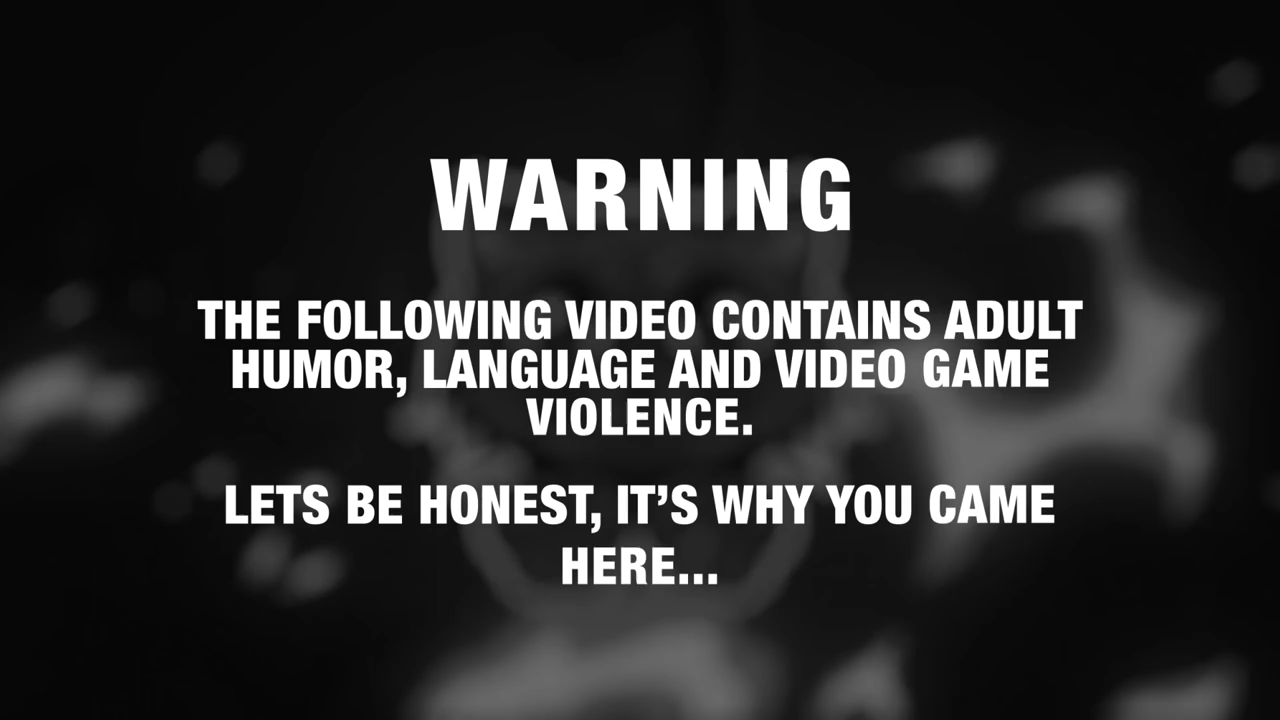 WARNING
THE FOLLOWING VIDEO CONTAINS ADULT
HUMOR, LANGUAGE AND VIDEO GAME
VIOLENCE.
LETS BE HONEST, IT’S WHY YOU CAME
HERE...